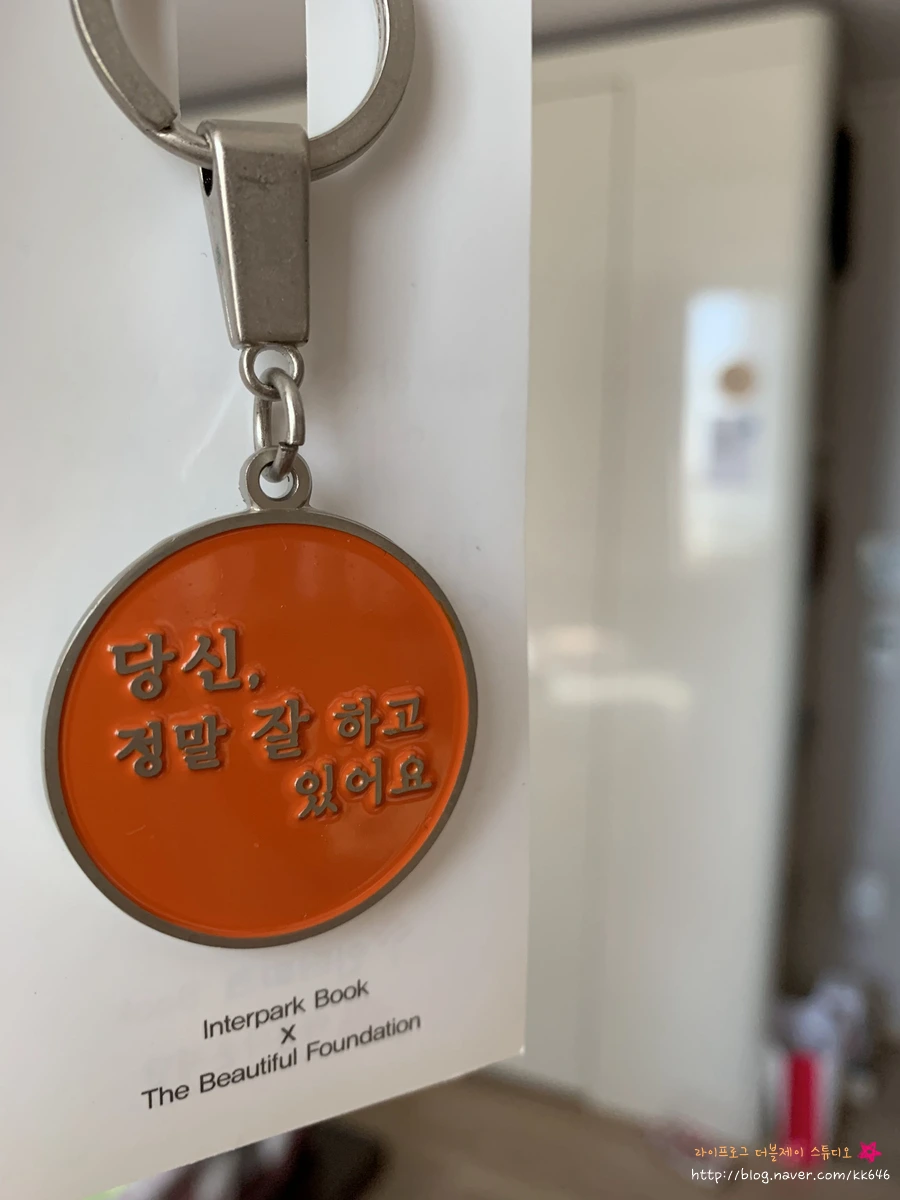 당신,
정말 잘 하고
있어요
Interpark Book
X
The Beautiful Foundation
라이프로그 더블제이 스튜디오
http://blog.naver.com/kk646